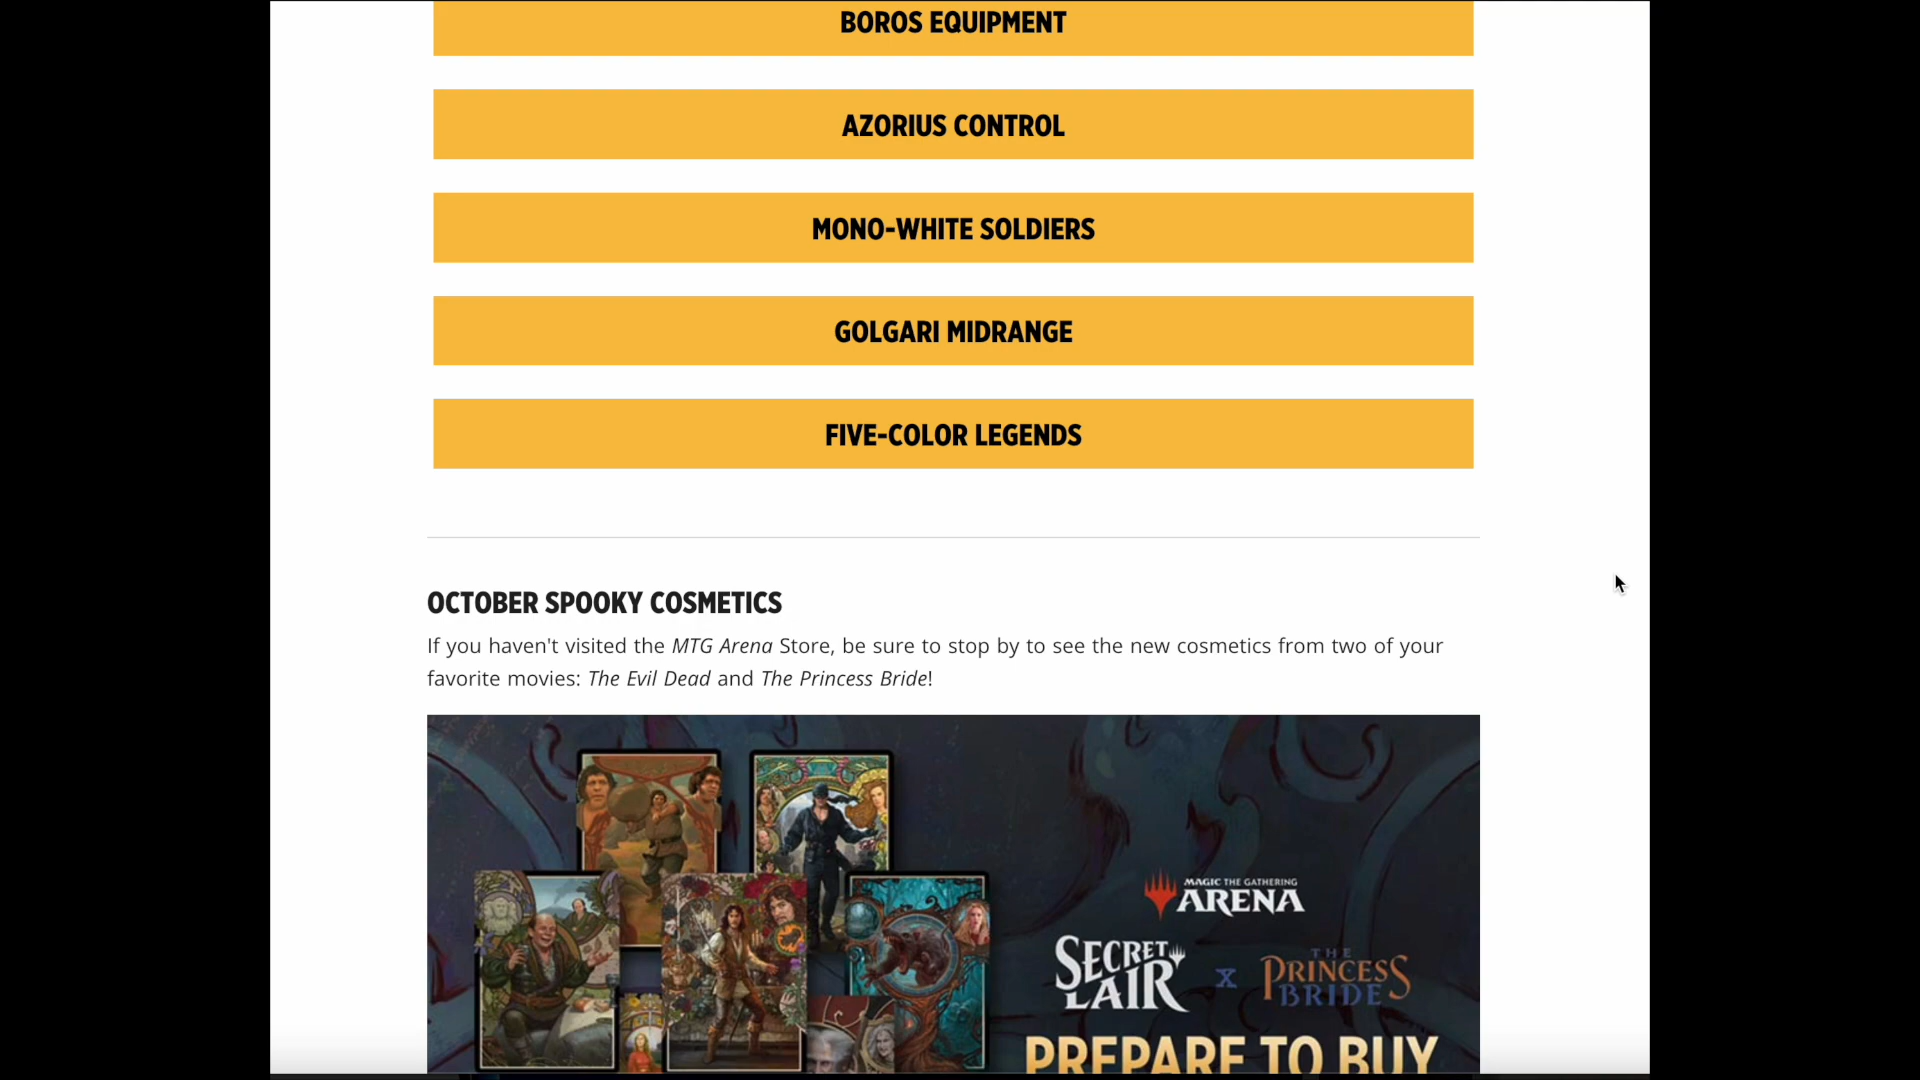 BOROS EQUIPMENT
AZORIUS CONTROL
MONO-WHITE SOLDIERS
GOLGARI MIDRANGE
FIVE-COLOR LEGENDS
OCTOBER SPOOKY COSMETICS
If you haven't visited the MTG Arena Store, be sure to stop by to see the new cosmetics from two of your
favorite movies: The Evil Dead and The Princess Bride!
MAGIC THE GATHERING
ARENA
SECRET
LAIR
X
THE
PRINCESS
BRIDE
PREPARE TO BUY